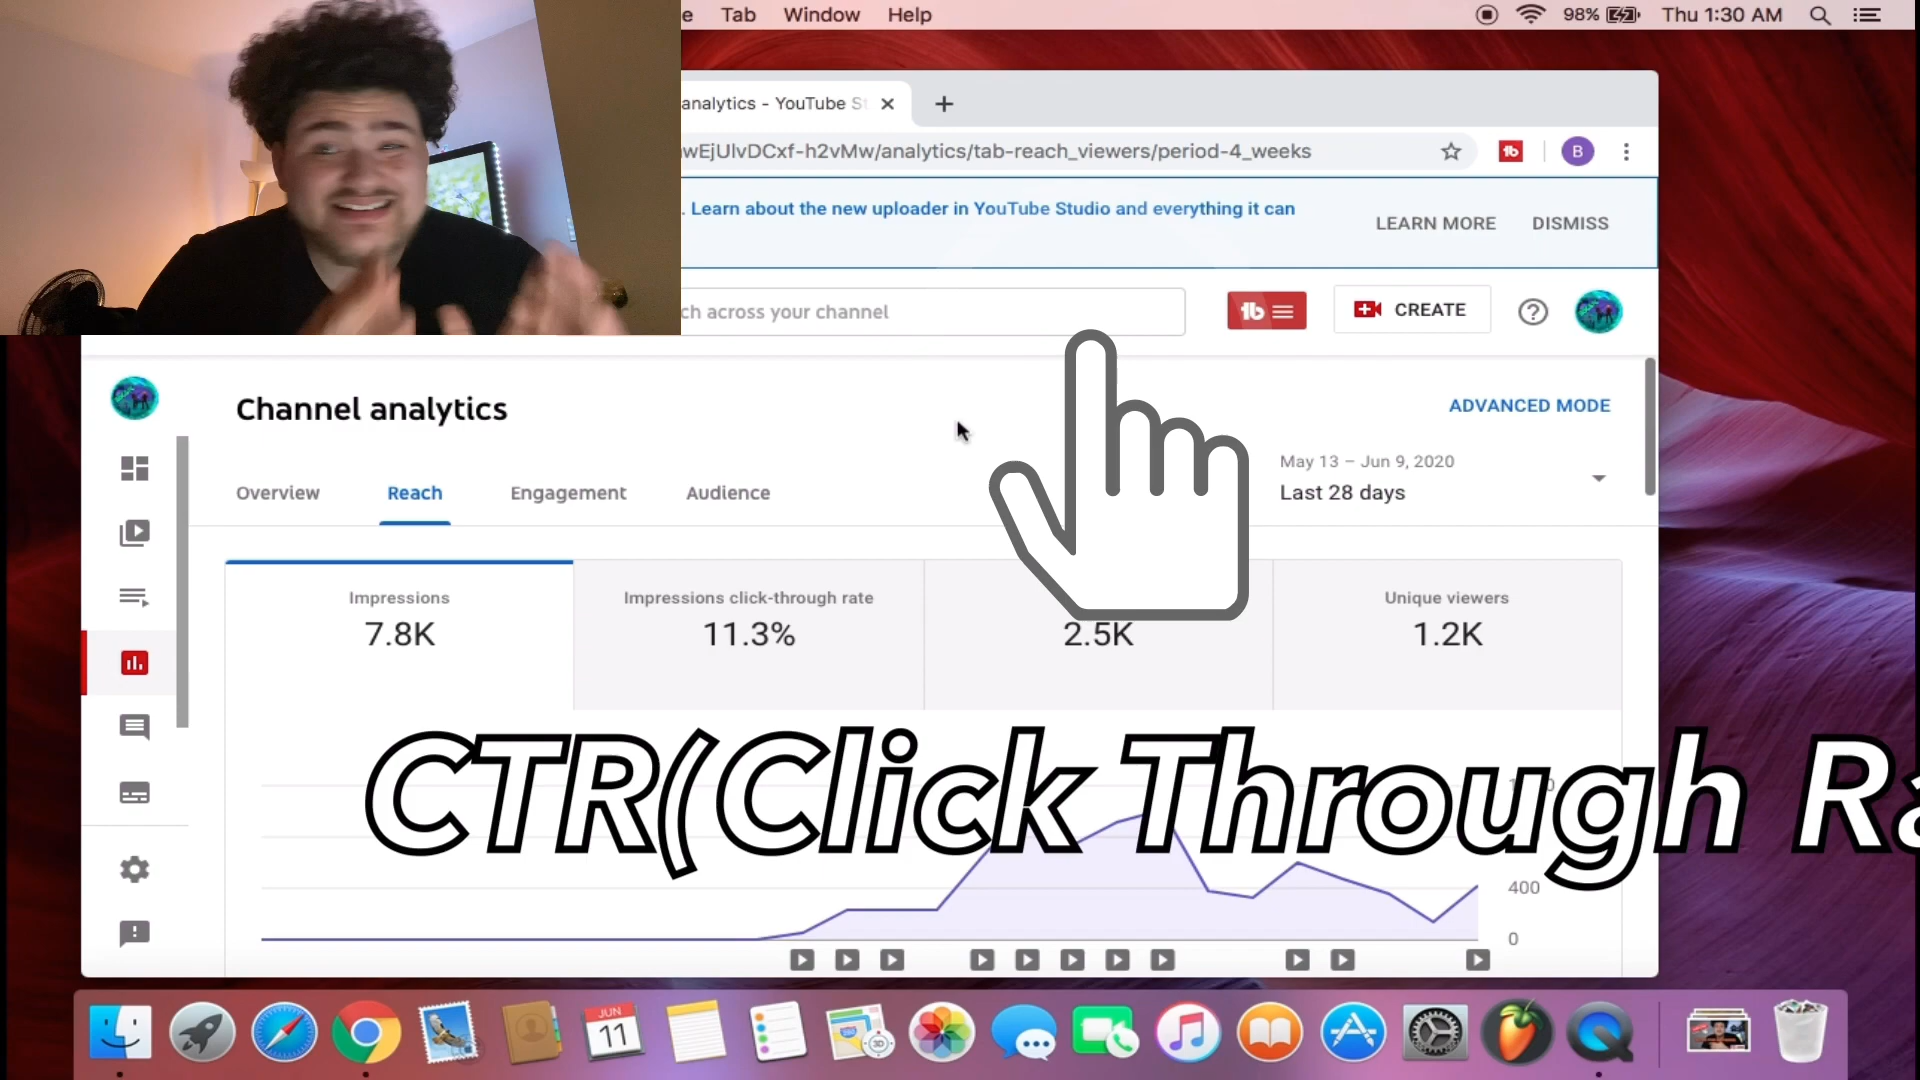 Tab Window Help 98% Thu 1:30 AM
analytics - YouTube S
wEjUlvDCxf-h2vMw/analytics/tab-reach_viewers/period-4_weeks
B
. Learn about the new uploader in YouTube Studio and everything it can
LEARN MORE DISMISS
ch across your channel
CREATE
Channel analytics
ADVANCED MODE
May 13 – Jun 9, 2020
Last 28 days
Overview Reach Engagement Audience
Impressions Impressions click-through rate Unique viewers
7.8K 11.3% 2.5K 1.2K
CTR(Click Through Ra
400
0
JUN
11
3D